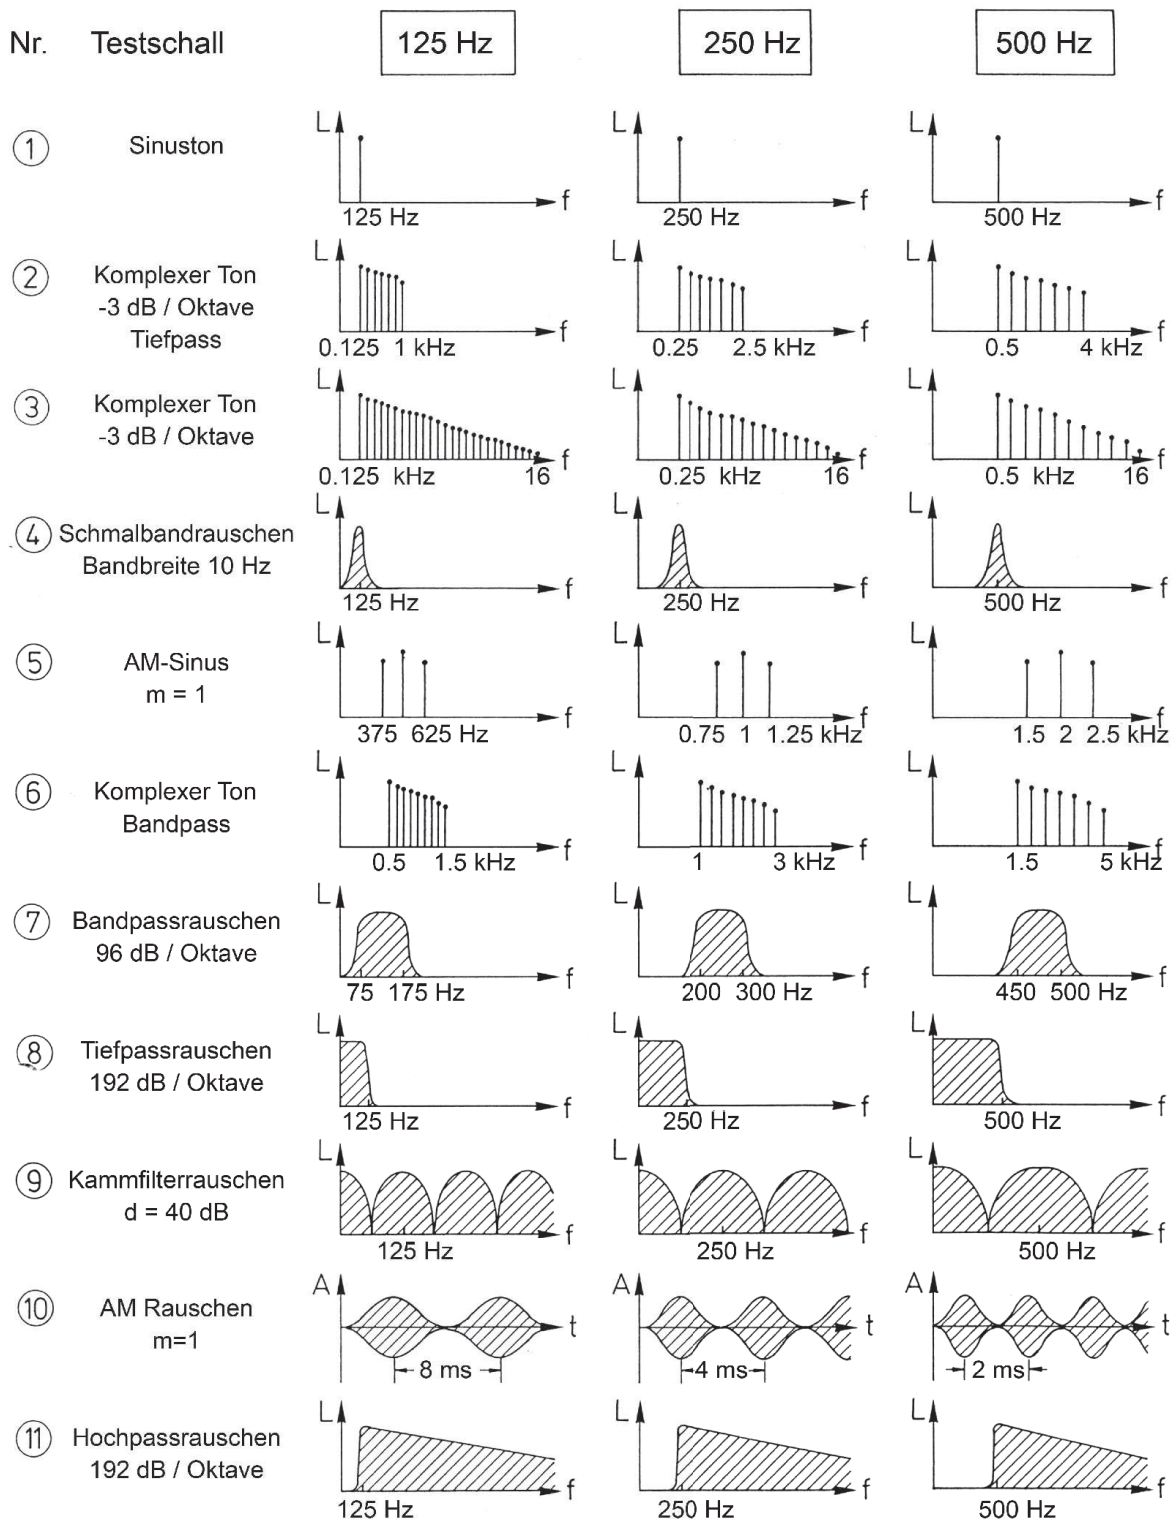 Nr. Testschall 125 Hz 250 Hz 500 Hz
1 Sinuston
L f 125 Hz
L f 250 Hz
L f 500 Hz
2 Komplexer Ton
-3 dB / Oktave
Tiefpass
L f 0.125 1 kHz
L f 0.25 2.5 kHz
L f 0.5 4 kHz
3 Komplexer Ton
-3 dB / Oktave
L f 0.125 kHz 16
L f 0.25 kHz 16
L f 0.5 kHz 16
4 Schmalbandrauschen
Bandbreite 10 Hz
L f 125 Hz
L f 250 Hz
L f 500 Hz
5 AM-Sinus
m = 1
L f 375 625 Hz
L f 0.75 1 1.25 kHz
L f 1.5 2 2.5 kHz
6 Komplexer Ton
Bandpass
L f 0.5 1.5 kHz
L f 1 3 kHz
L f 1.5 5 kHz
7 Bandpassrauschen
96 dB / Oktave
L f 75 175 Hz
L f 200 300 Hz
L f 450 500 Hz
8 Tiefpassrauschen
192 dB / Oktave
L f 125 Hz
L f 250 Hz
L f 500 Hz
9 Kammfilterrauschen
d = 40 dB
L f 125 Hz
L f 250 Hz
L f 500 Hz
10 AM Rauschen
m=1
A t 8 ms
A t 4 ms
A t 2 ms
11 Hochpassrauschen
192 dB / Oktave
L f 125 Hz
L f 250 Hz
L f 500 Hz